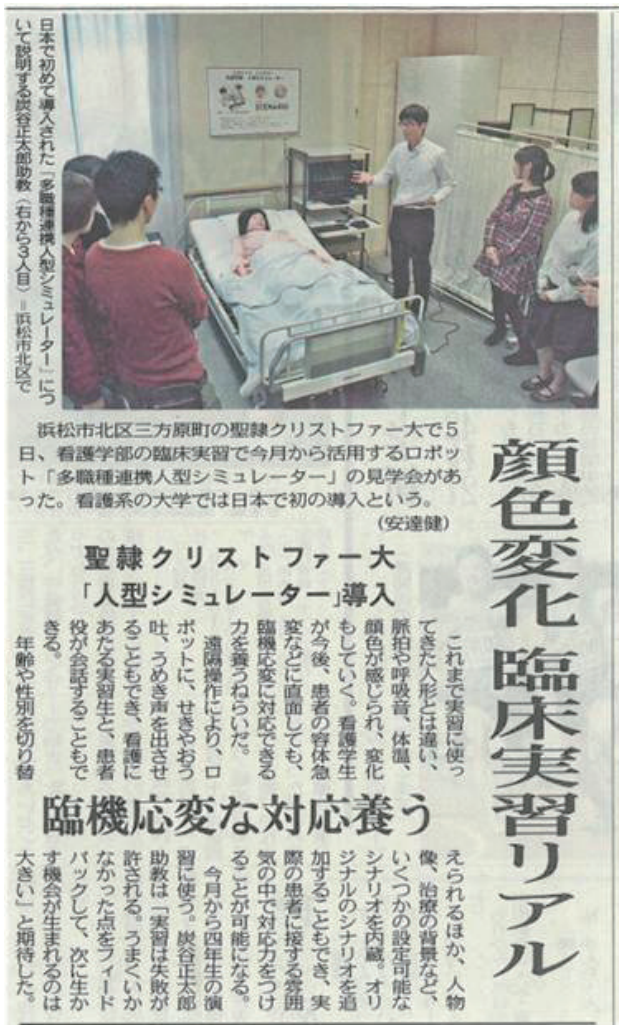 日本で初めて導入された「多職種連携人型シミュレーター」につ
いて説明する炭谷正太郎助教(右から3人目)=浜松市北区で
浜松市北区三方原町の聖隷クリストファー大で5
日、看護学部の臨床実習で今月から活用するロボッ
ト「多職種連携人型シミュレーター」の見学会があ
った。看護系の大学では日本で初の導入という。
(安達健)
顔色変化 臨床実習リアル
聖隷クリストファー大
「人型シミュレーター」導入
これまで実習に使っ
てきた人形とは違い、
脈拍や呼吸音、体温、
顔色が感じられ、変化
もしていく。看護学生
が今後、患者の容体急
変などに直面しても、
臨機応変に対応できる
力を養うねらいだ。
遠隔操作により、ロ
ボットに、せきやおう
吐、うめき声を出させ
ることもでき、看護に
あたる実習生と、患者
役が会話することもで
きる。
年齢や性別を切り替
臨機応変な対応養う
えられるほか、人物
像、治療の背景など、
いくつかの設定可能な
シナリオを内蔵。オリ
ジナルのシナリオを追
加することもでき、実
際の患者に接する雰囲
気の中で対応力をつけ
ることが可能になる。
今月から四年生の演
習に使う。炭谷正太郎
助教は「実習は失敗が
許される。うまくいか
なかった点をフィード
バックして、次に生か
す機会が生まれるのは
大きい」と期待した。